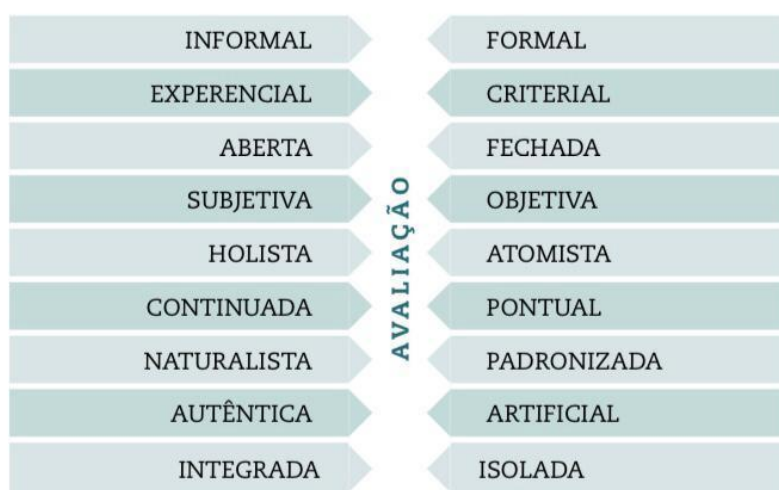 INFORMAL FORMAL
EXPERENCIAL CRITERIAL
ABERTA FECHADA
SUBJETIVA OBJETIVA
HOLISTA ATOMISTA
CONTINUADA PONTUAL
NATURALISTA PADRONIZADA
AUTÊNTICA ARTIFICIAL
INTEGRADA ISOLADA
AVALIAÇÃO